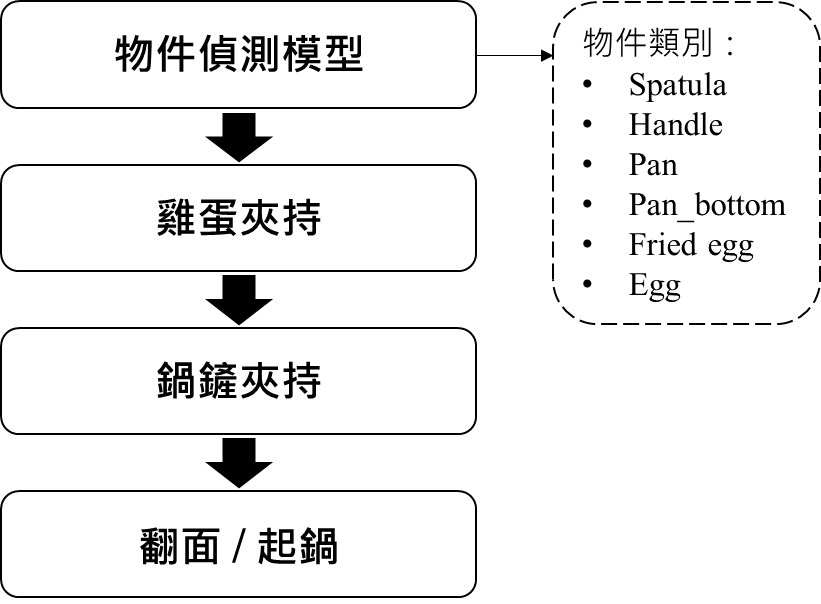 物件偵測模型
雞蛋夾持
鍋鏟夾持
翻面 / 起鍋
物件類別：
• Spatula
• Handle
• Pan
• Pan_bottom
• Fried egg
• Egg